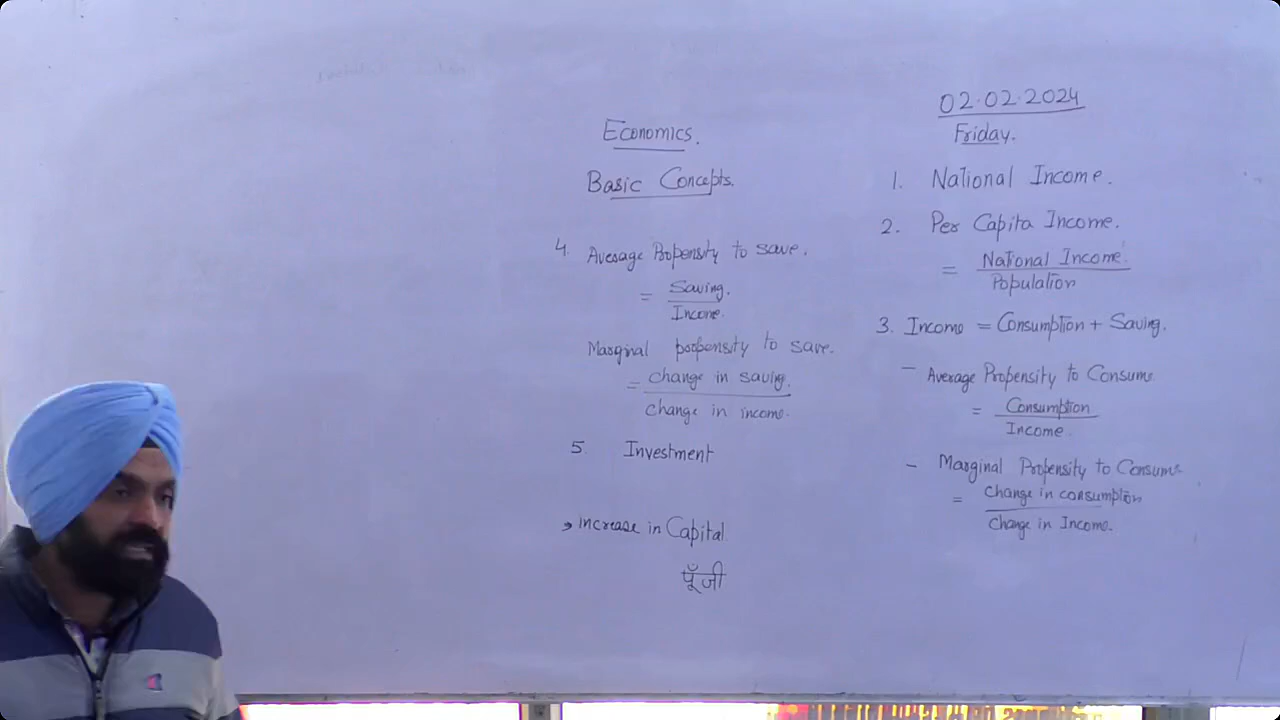 02.02.2024
Friday.
Economics.
Basic Concepts.
1. National Income.
2. Per Capita Income.
= National Income
Population
3. Income = Consumption + Saving.
- Average Propensity to Consume
= Consumption
Income
- Marginal Propensity to Consume
= Change in consumption
Change in Income.
4. Average Propensity to save.
= Saving.
Income.
Marginal propensity to save.
= change in saving.
change in income.
5. Investment
→ increase in Capital
पूँजी